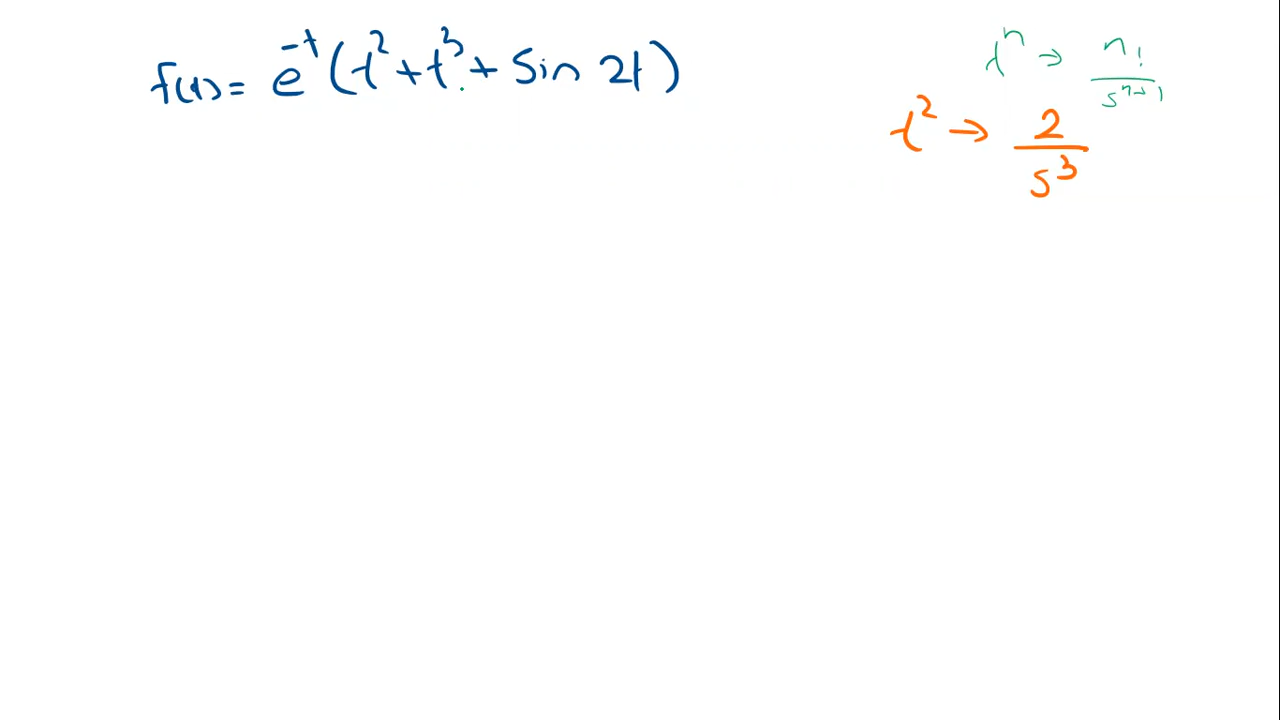 f(t) = e^{-t} (t^2 + t^3 + Sin 2t)
t^n → n! / s^{n+1}
t^2 → 2 / s^3